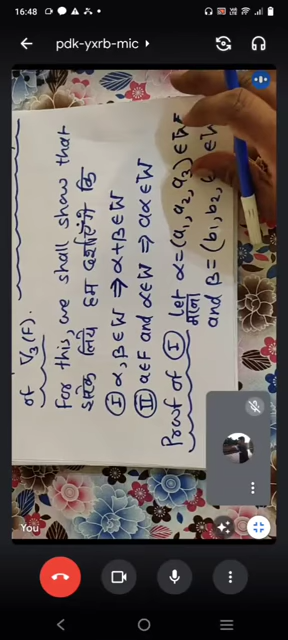 16:48
pdk-yxrb-mic
of V₃(F).
For this, we shall show that
इसके लिये हम दर्शायेंगे कि
Ⓘ α, β ∈ W ⇒ α+β ∈ W
Ⓘⓘ a ∈ F and α ∈ W ⇒ aα ∈ W
Proof of Ⓘ let α = (a₁, a₂, a₃) ∈ W
माना
and β = (b₁, b₂,
You